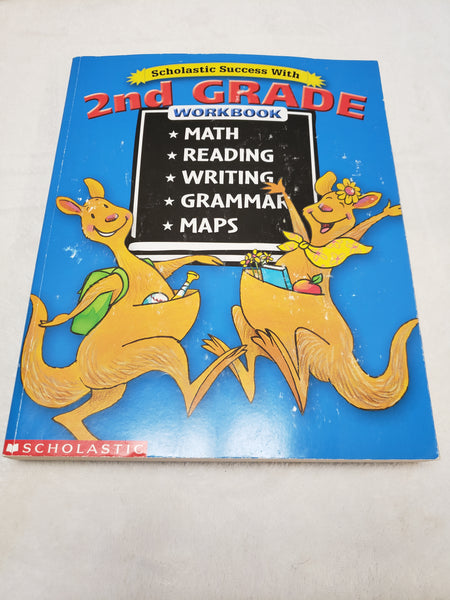 Scholastic Success With
2nd GRADE
WORKBOOK
★ MATH
★ READING
★ WRITING
★ GRAMMAR
★ MAPS
SCHOLASTIC